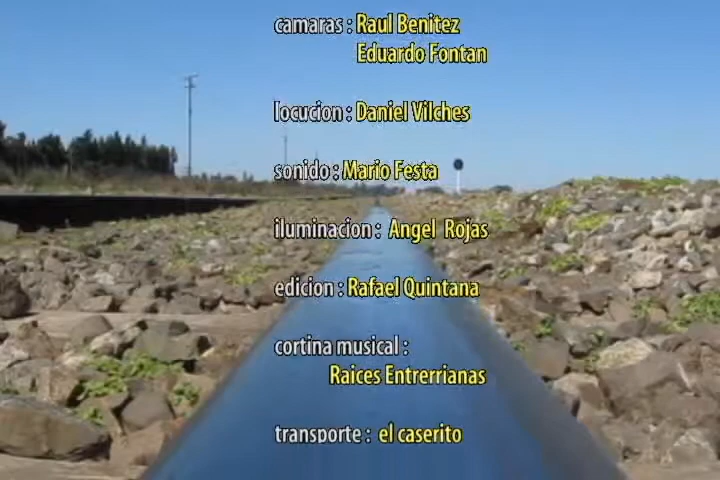 camaras : Raul Benitez
Eduardo Fontan
locucion : Daniel Vilches
sonido : Mario Festa
iluminacion : Angel Rojas
edicion : Rafael Quintana
cortina musical :
Raices Entrerrianas
transporte : el caserito